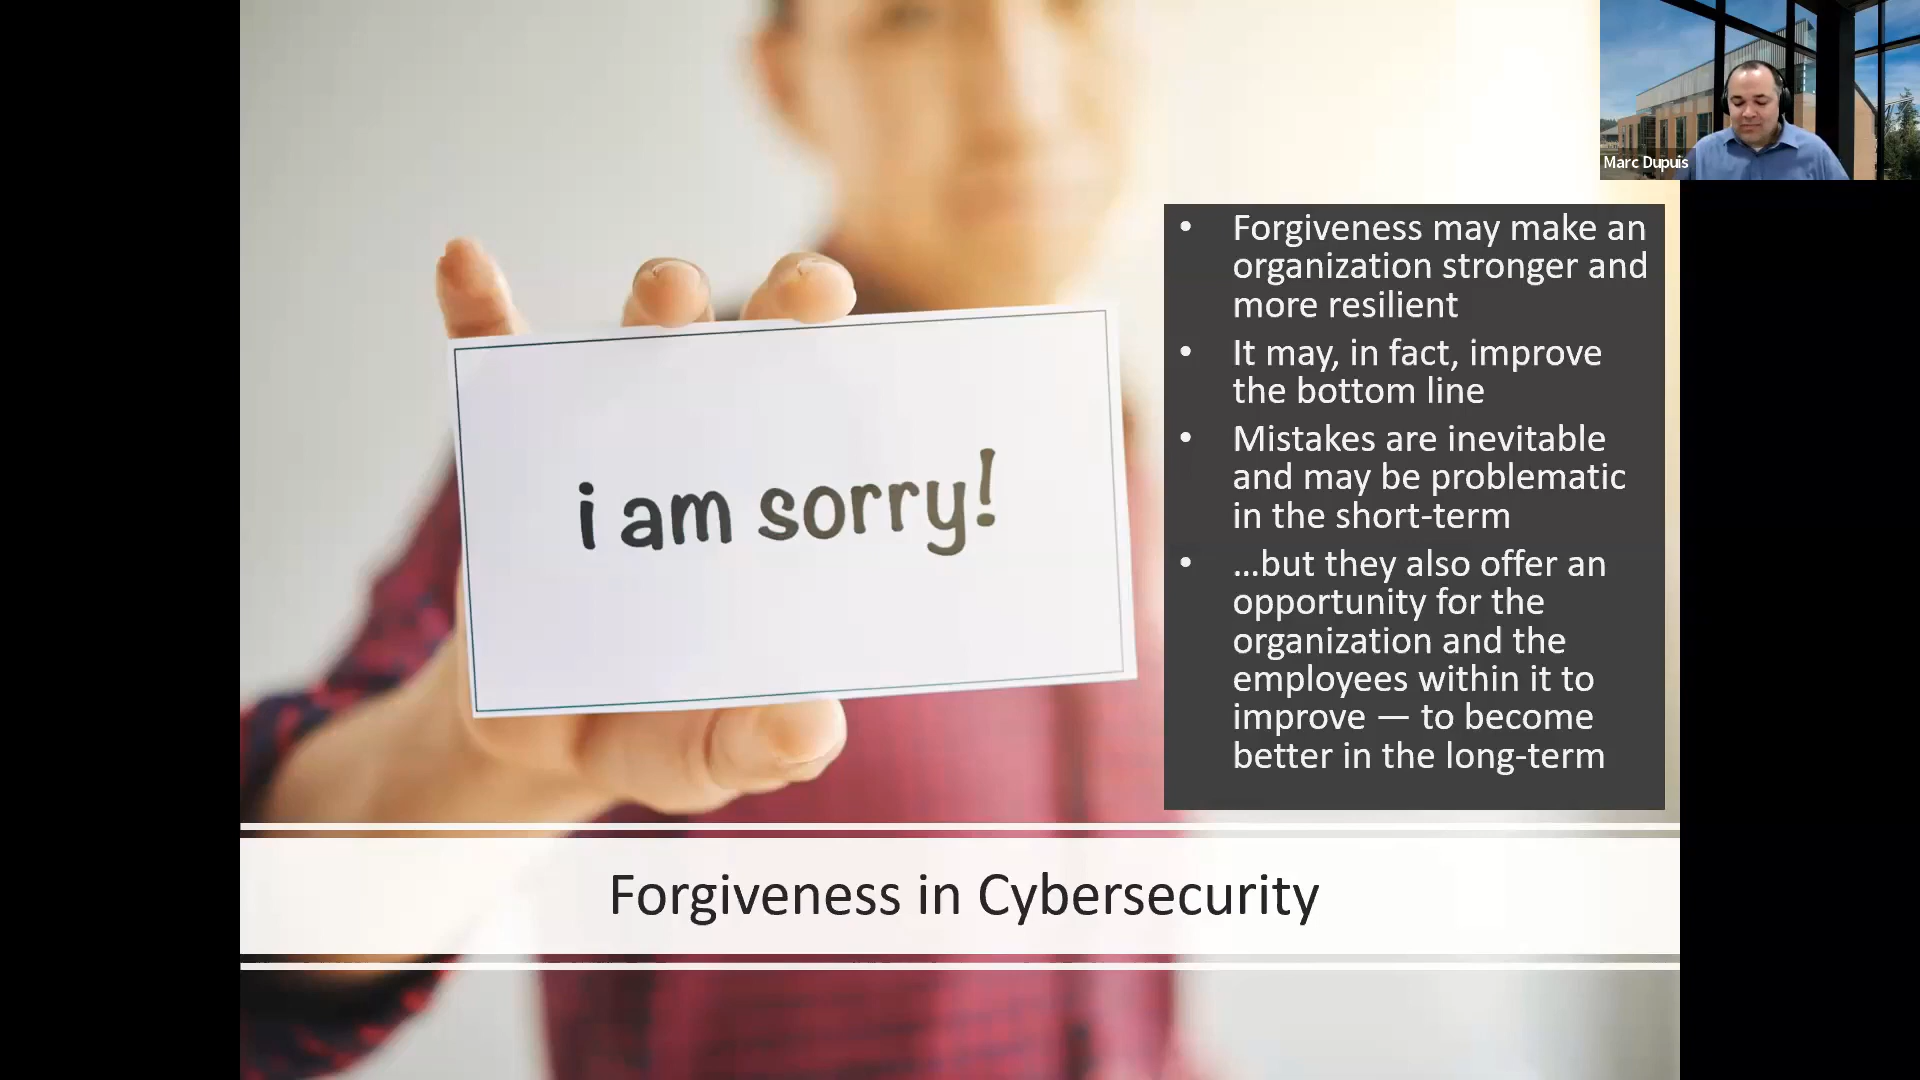 Marc Dupuis
• Forgiveness may make an
organization stronger and
more resilient
• It may, in fact, improve
the bottom line
• Mistakes are inevitable
and may be problematic
in the short-term
• …but they also offer an
opportunity for the
organization and the
employees within it to
improve — to become
better in the long-term
i am sorry!
Forgiveness in Cybersecurity